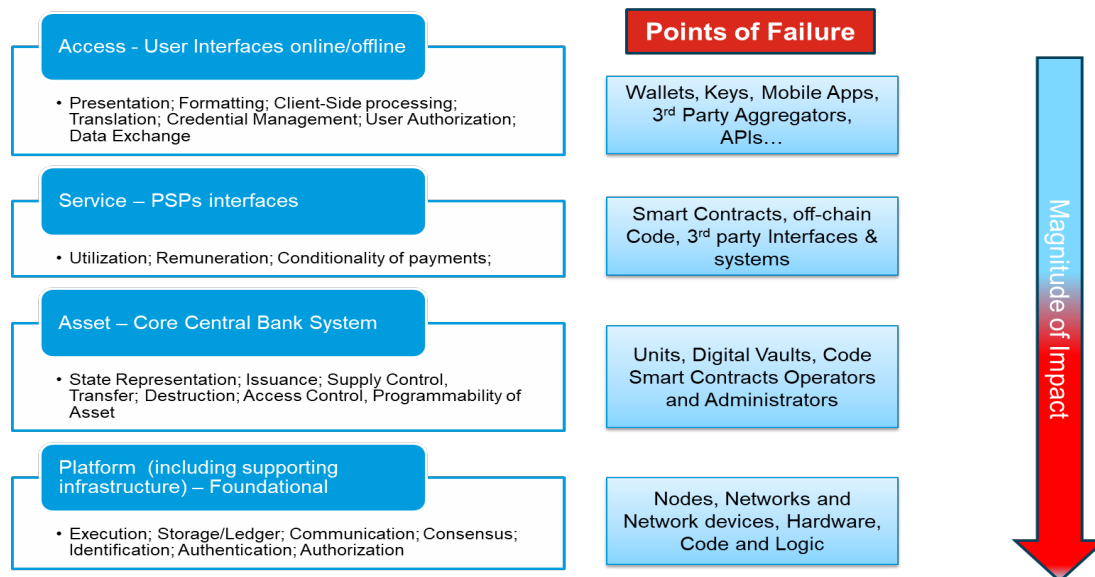 Access - User Interfaces online/offline
• Presentation; Formatting; Client-Side processing;
Translation; Credential Management; User Authorization;
Data Exchange
Service – PSPs interfaces
• Utilization; Remuneration; Conditionality of payments;
Asset – Core Central Bank System
• State Representation; Issuance; Supply Control,
Transfer; Destruction; Access Control, Programmability of
Asset
Platform (including supporting
infrastructure) – Foundational
• Execution; Storage/Ledger; Communication; Consensus;
Identification; Authentication; Authorization
Points of Failure
Wallets, Keys, Mobile Apps,
3rd Party Aggregators,
APIs…
Smart Contracts, off-chain
Code, 3rd party Interfaces &
systems
Units, Digital Vaults, Code
Smart Contracts Operators
and Administrators
Nodes, Networks and
Network devices, Hardware,
Code and Logic
Magnitude of Impact